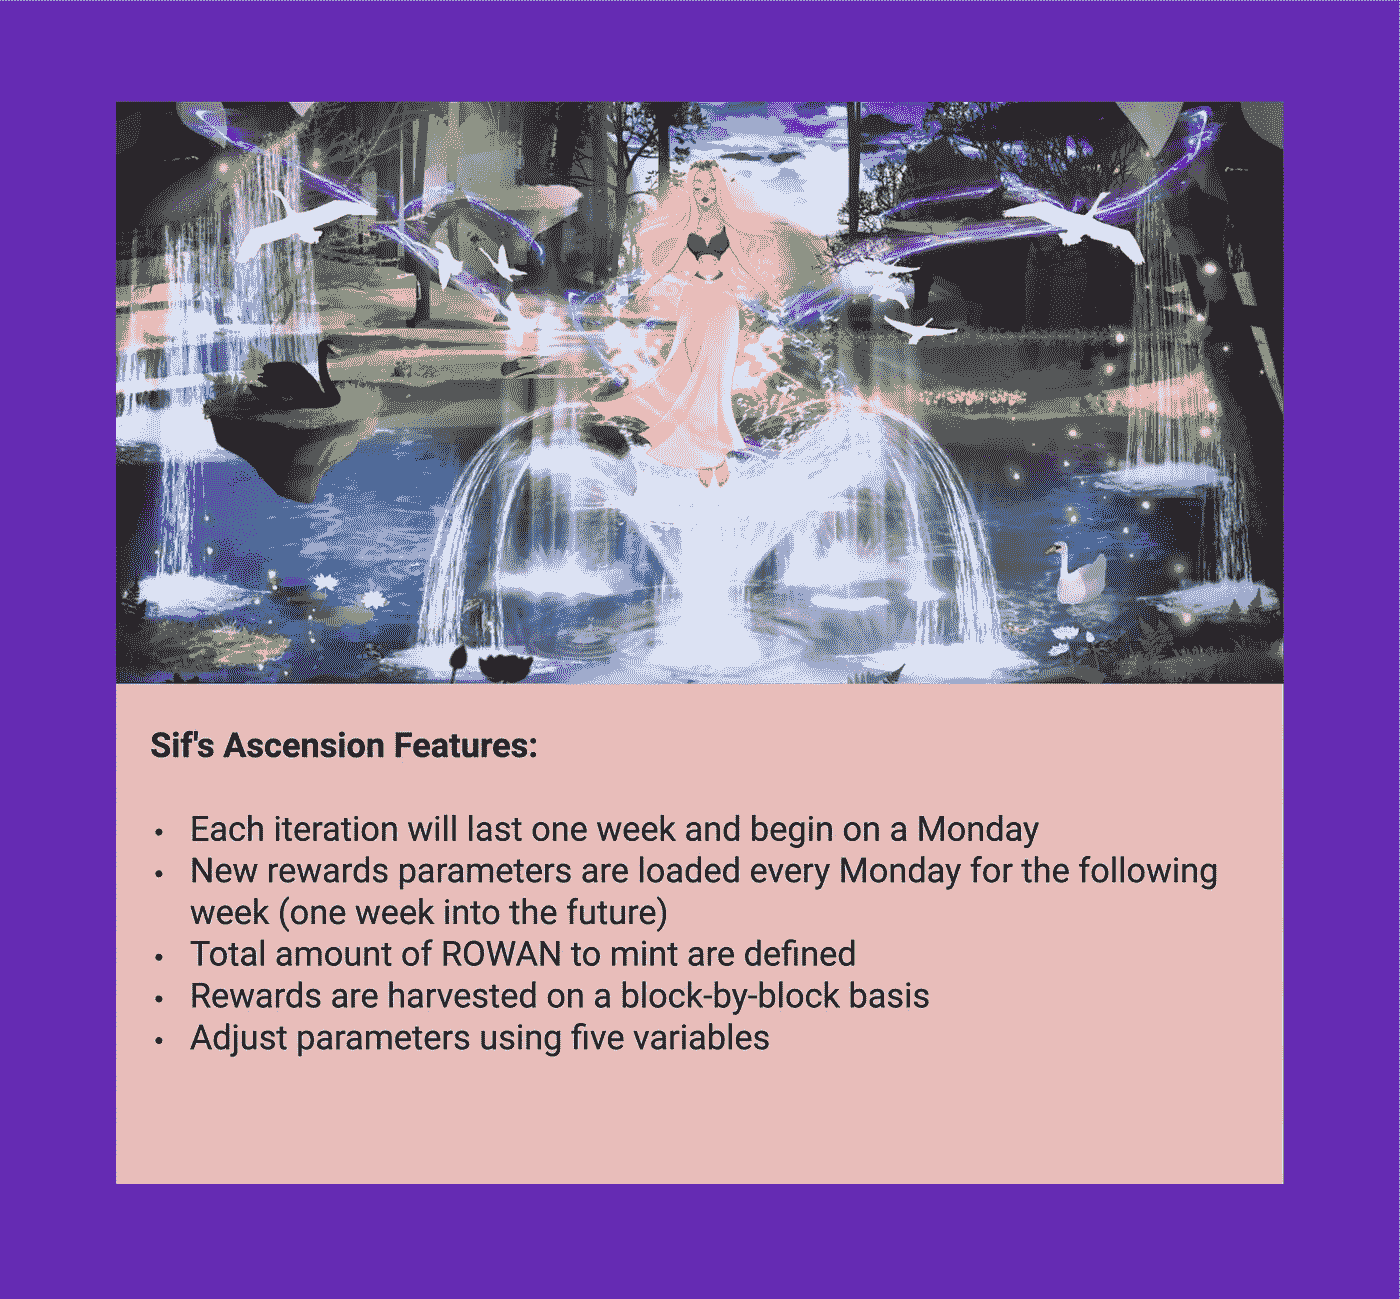 Sif's Ascension Features:
• Each iteration will last one week and begin on a Monday
• New rewards parameters are loaded every Monday for the following
week (one week into the future)
• Total amount of ROWAN to mint are defined
• Rewards are harvested on a block-by-block basis
• Adjust parameters using five variables